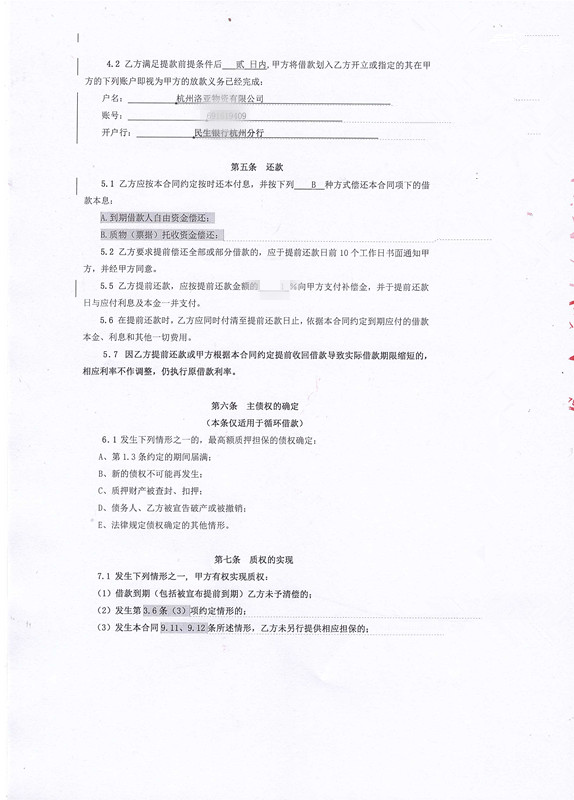 4.2 乙方满足提款前提条件后 贰 日内,甲方将借款划入乙方开立或指定的其在甲
方的下列账户即视为甲方的放款义务已经完成:
户名: 杭州洛亚物资有限公司
账号:
开户行: 民生银行杭州分行
第五条 还款
5.1 乙方应按本合同约定按时还本付息,并按下列 B 种方式偿还本合同项下的借
款本息:
A.到期借款人自由资金偿还;
B.质物(票据)托收资金偿还;
5.2 乙方要求提前偿还全部或部分借款的,应于提前还款日前 10 个工作日书面通知甲
方,并经甲方同意。
5.5 乙方提前还款,应按提前还款金额的 %向甲方支付补偿金,并于提前还款
日与应付利息及本金一并支付。
5.6 在提前还款时,乙方应同时付清至提前还款日止,依据本合同约定到期应付的借款
本金、利息和其他一切费用。
5.7 因乙方提前还款或甲方根据本合同约定提前收回借款导致实际借款期限缩短的,
相应利率不作调整,仍执行原借款利率。
第六条 主债权的确定
(本条仅适用于循环借款)
6.1 发生下列情形之一的,最高额质押担保的债权确定:
A、第 1.3 条约定的期间届满;
B、新的债权不可能再发生;
C、质押财产被查封、扣押;
D、债务人、乙方被宣告破产或被撤销;
E、法律规定债权确定的其他情形。
第七条 质权的实现
7.1 发生下列情形之一, 甲方有权实现质权:
(1)借款到期(包括被宣布提前到期)乙方未予清偿的;
(2)发生第 3.6 条(3)项约定情形的;
(3)发生本合同 9.11、9.12 条所述情形,乙方未另行提供相应担保的;